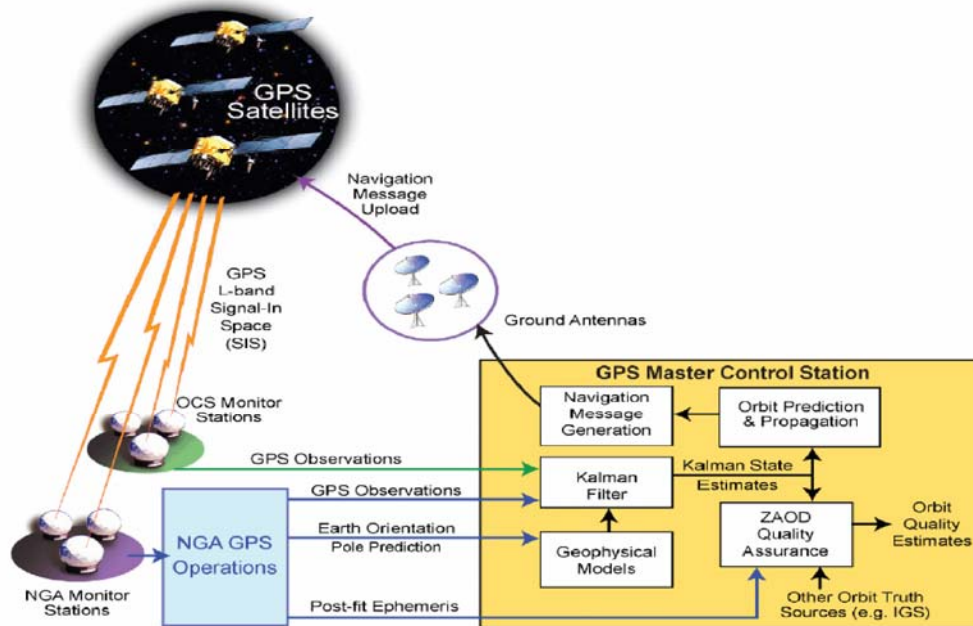 GPS
Satellites
Navigation
Message
Upload
GPS
L-band
Signal-In
Space
(SIS)
Ground Antennas
OCS Monitor
Stations
GPS Master Control Station
Navigation
Message
Generation
Orbit Prediction
& Propagation
GPS Observations
Kalman
Filter
Kalman State
Estimates
GPS Observations
NGA GPS
Operations
Earth Orientation
Pole Prediction
Geophysical
Models
ZAOD
Quality
Assurance
Orbit
Quality
Estimates
NGA Monitor
Stations
Post-fit Ephemeris
Other Orbit Truth
Sources (e.g. IGS)